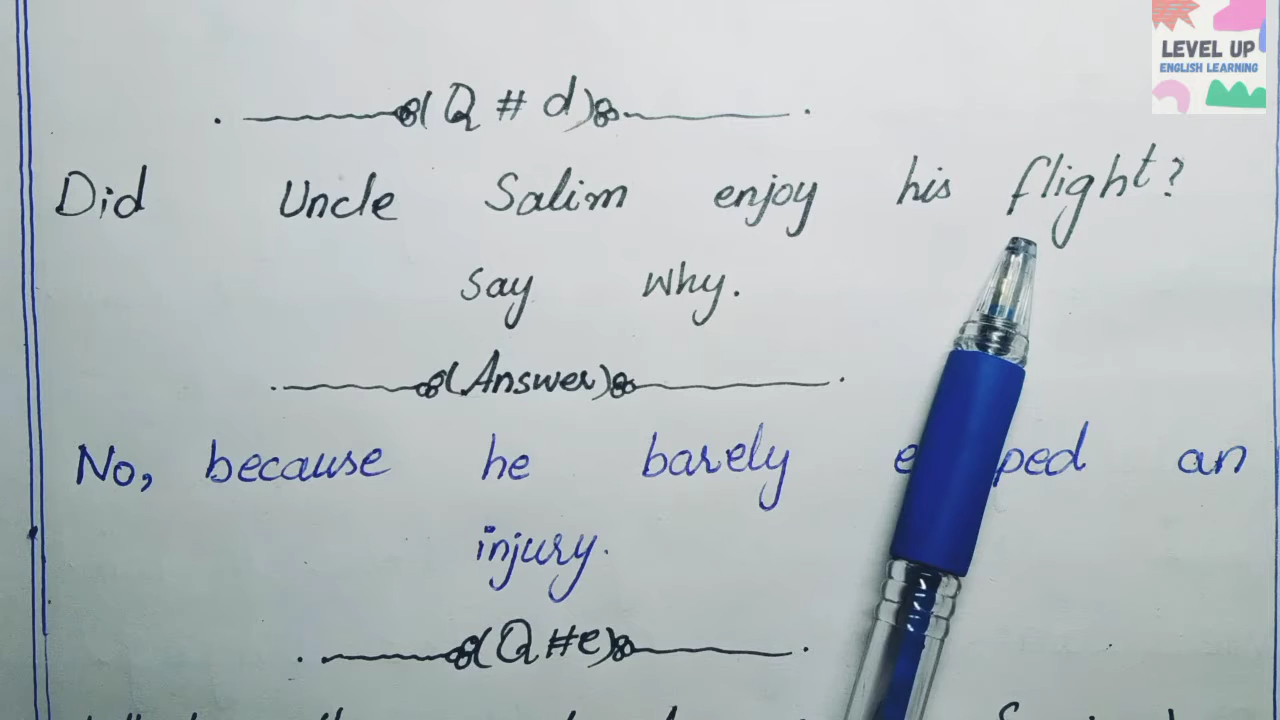 LEVEL UP
ENGLISH LEARNING
(Q # d)
Did Uncle Salim enjoy his flight?
say why.
(Answer)
No, because he barely an
injury.
(Q #e)